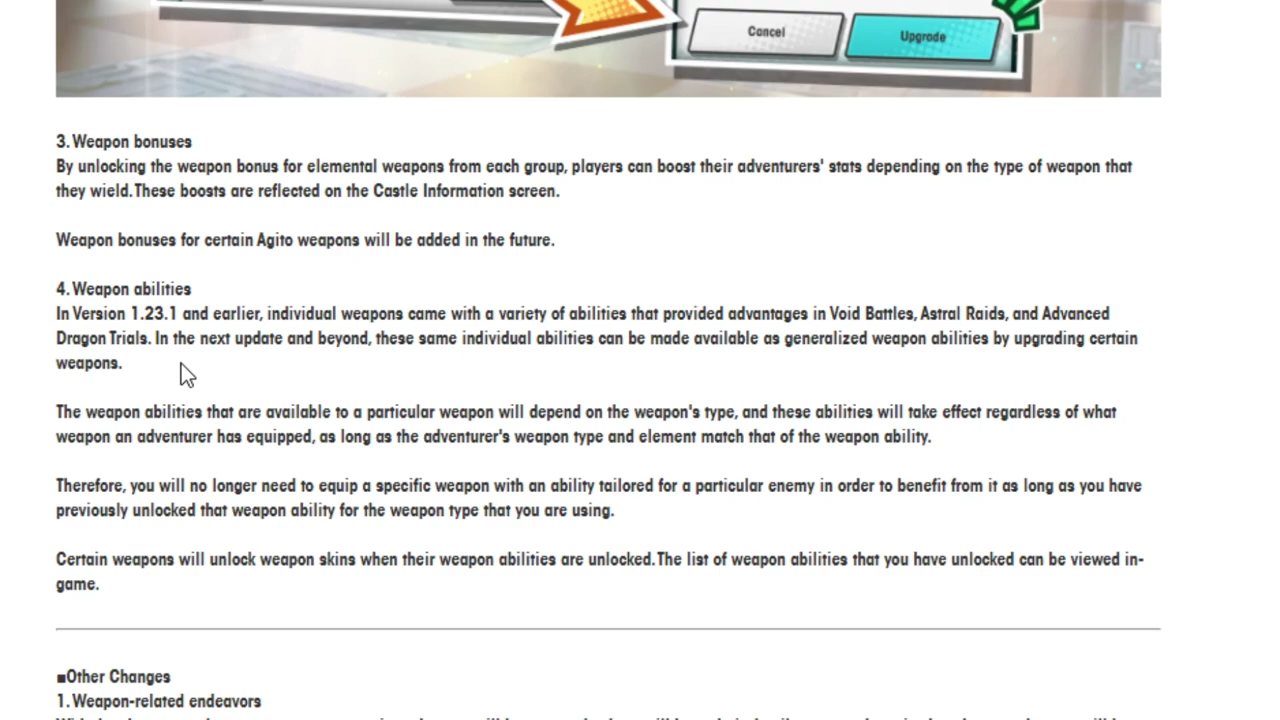 Cancel
Upgrade
3. Weapon bonuses
By unlocking the weapon bonus for elemental weapons from each group, players can boost their adventurers' stats depending on the type of weapon that
they wield. These boosts are reflected on the Castle Information screen.
Weapon bonuses for certain Agito weapons will be added in the future.
4. Weapon abilities
In Version 1.23.1 and earlier, individual weapons came with a variety of abilities that provided advantages in Void Battles, Astral Raids, and Advanced
Dragon Trials. In the next update and beyond, these same individual abilities can be made available as generalized weapon abilities by upgrading certain
weapons.
The weapon abilities that are available to a particular weapon will depend on the weapon's type, and these abilities will take effect regardless of what
weapon an adventurer has equipped, as long as the adventurer's weapon type and element match that of the weapon ability.
Therefore, you will no longer need to equip a specific weapon with an ability tailored for a particular enemy in order to benefit from it as long as you have
previously unlocked that weapon ability for the weapon type that you are using.
Certain weapons will unlock weapon skins when their weapon abilities are unlocked. The list of weapon abilities that you have unlocked can be viewed in-
game.
■Other Changes
1. Weapon-related endeavors